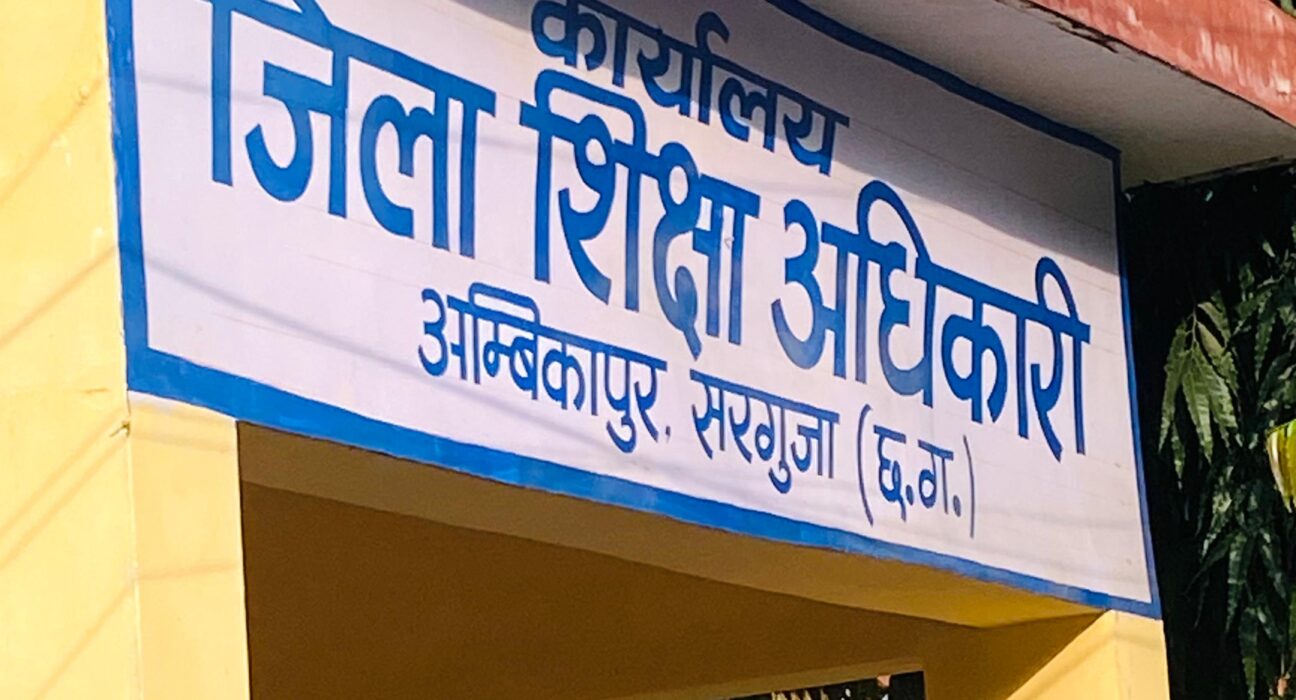 कार्यालय
जिला शिक्षा अधिकारी
अम्बिकापुर, सरगुजा (छ.ग.)